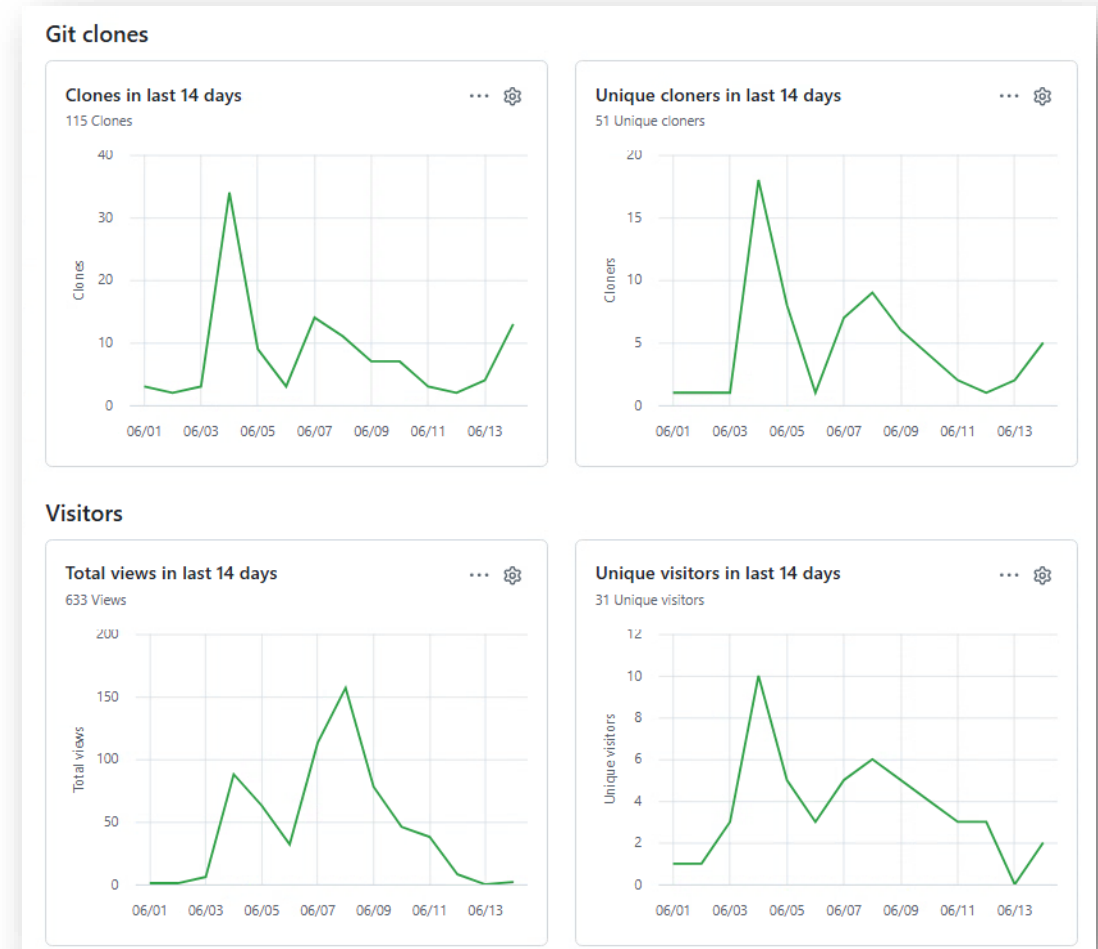 Git clones
Clones in last 14 days
115 Clones
40
30
20
10
0
Clones
06/01 06/03 06/05 06/07 06/09 06/11 06/13
Unique cloners in last 14 days
51 Unique cloners
20
15
10
5
0
Cloners
06/01 06/03 06/05 06/07 06/09 06/11 06/13
Visitors
Total views in last 14 days
633 Views
200
150
100
50
0
Total views
06/01 06/03 06/05 06/07 06/09 06/11 06/13
Unique visitors in last 14 days
31 Unique visitors
12
10
8
6
4
2
0
Unique visitors
06/01 06/03 06/05 06/07 06/09 06/11 06/13